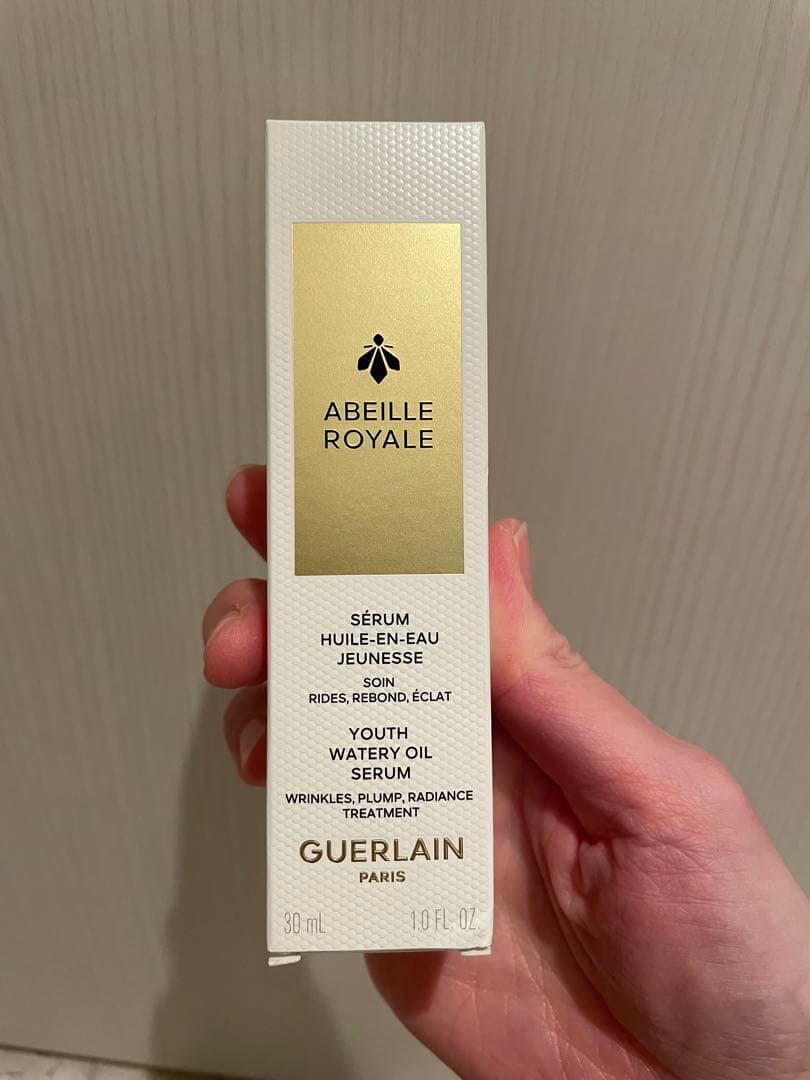 ABEILLE
ROYALE
SÉRUM
HUILE-EN-EAU
JEUNESSE
SOIN
RIDES, REBOND, ÉCLAT
YOUTH
WATERY OIL
SERUM
WRINKLES, PLUMP, RADIANCE
TREATMENT
GUERLAIN
PARIS
30 mL 1.0 FL. OZ.